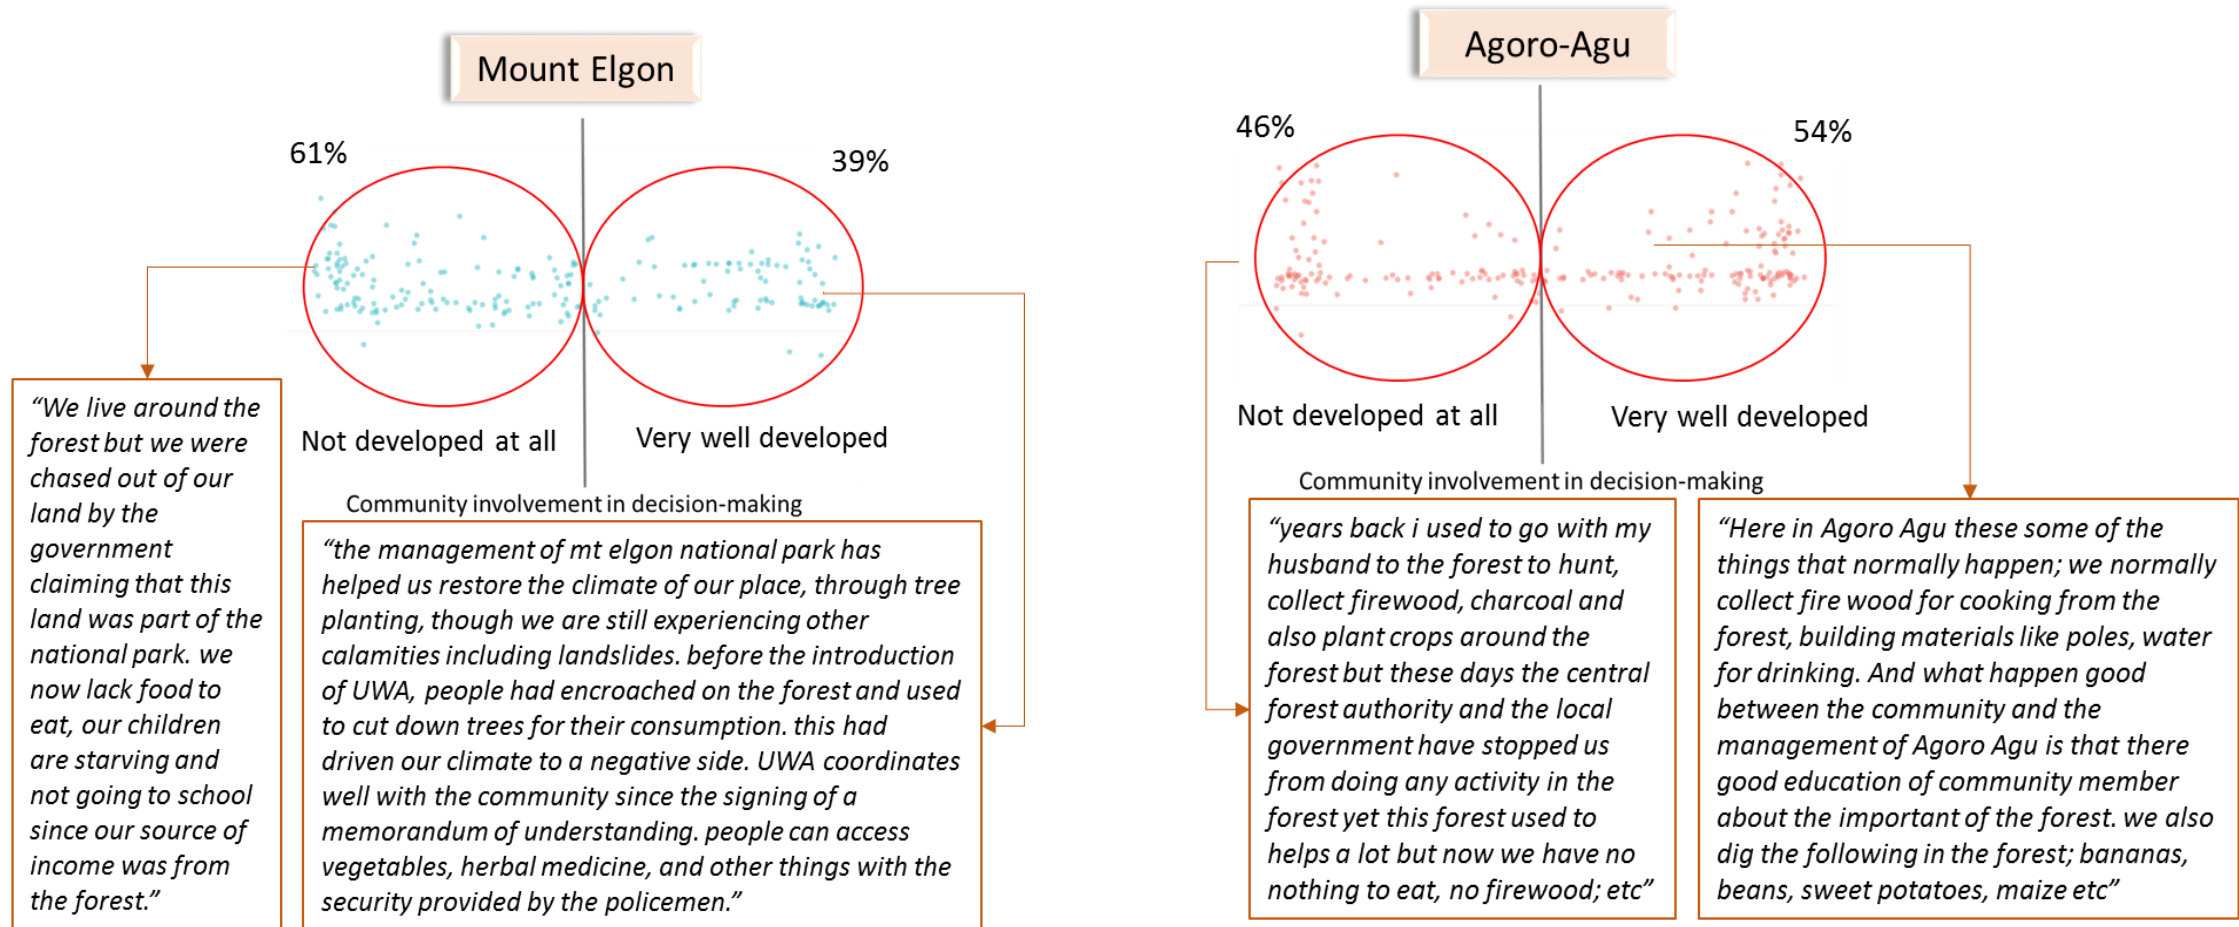 Mount Elgon
61%
39%
Not developed at all
Very well developed
Community involvement in decision-making
“We live around the
forest but we were
chased out of our
land by the
government
claiming that this
land was part of the
national park. we
now lack food to
eat, our children
are starving and
not going to school
since our source of
income was from
the forest.”
“the management of mt elgon national park has
helped us restore the climate of our place, through tree
planting, though we are still experiencing other
calamities including landslides. before the introduction
of UWA, people had encroached on the forest and used
to cut down trees for their consumption. this had
driven our climate to a negative side. UWA coordinates
well with the community since the signing of a
memorandum of understanding. people can access
vegetables, herbal medicine, and other things with the
security provided by the policemen.”
Agoro-Agu
46%
54%
Not developed at all
Very well developed
Community involvement in decision-making
“years back i used to go with my
husband to the forest to hunt,
collect firewood, charcoal and
also plant crops around the
forest but these days the central
forest authority and the local
government have stopped us
from doing any activity in the
forest yet this forest used to
helps a lot but now we have no
nothing to eat, no firewood; etc”
“Here in Agoro Agu these some of the
things that normally happen; we normally
collect fire wood for cooking from the
forest, building materials like poles, water
for drinking. And what happen good
between the community and the
management of Agoro Agu is that there
good education of community member
about the important of the forest. we also
dig the following in the forest; bananas,
beans, sweet potatoes, maize etc”